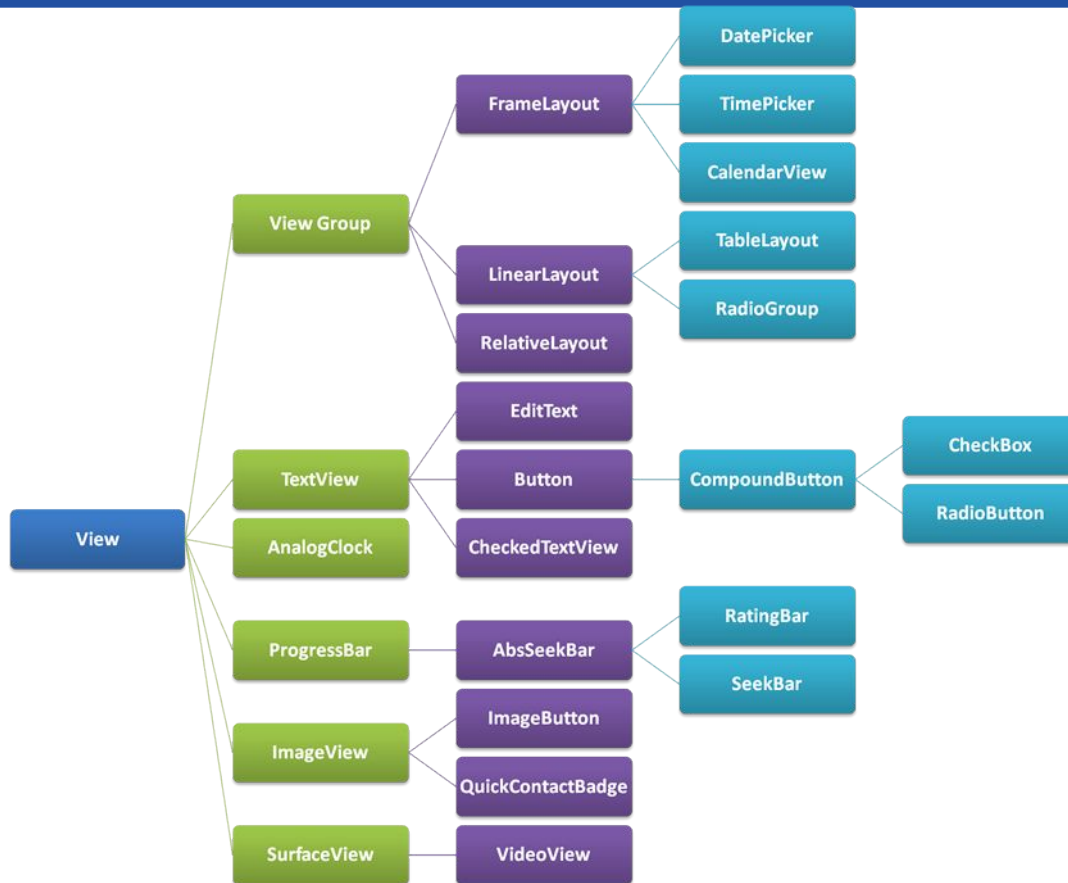 DatePicker
FrameLayout
TimePicker
CalendarView
View Group
TableLayout
LinearLayout
RadioGroup
RelativeLayout
EditText
CheckBox
TextView
Button
CompoundButton
RadioButton
View
AnalogClock
CheckedTextView
RatingBar
ProgressBar
AbsSeekBar
SeekBar
ImageButton
ImageView
QuickContactBadge
SurfaceView
VideoView